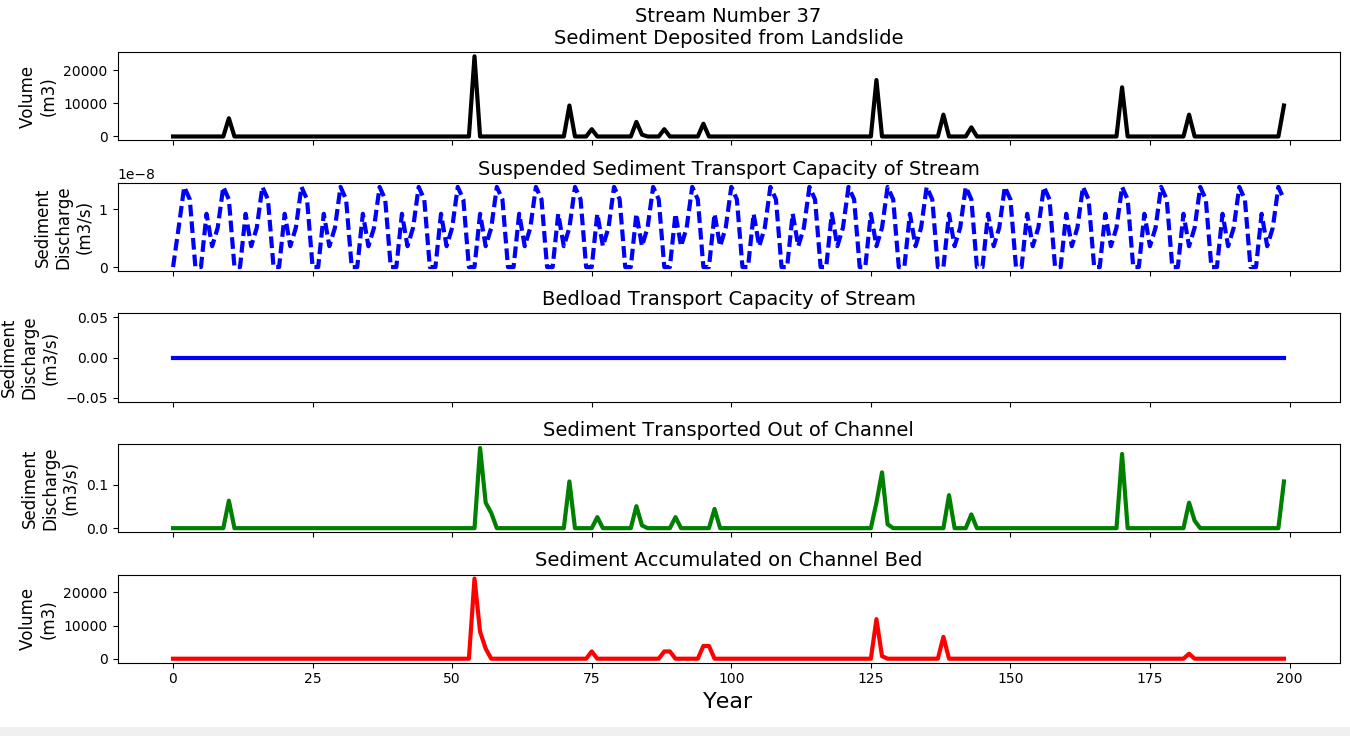 Stream Number 37
Sediment Deposited from Landslide
Volume
(m3)
20000
10000
0
Suspended Sediment Transport Capacity of Stream
1e−8
Sediment
Discharge
(m3/s)
1
0
Bedload Transport Capacity of Stream
Sediment
Discharge
(m3/s)
0.05
0.00
−0.05
Sediment Transported Out of Channel
Sediment
Discharge
(m3/s)
0.1
0.0
Sediment Accumulated on Channel Bed
Volume
(m3)
20000
10000
0
0 25 50 75 100 125 150 175 200
Year